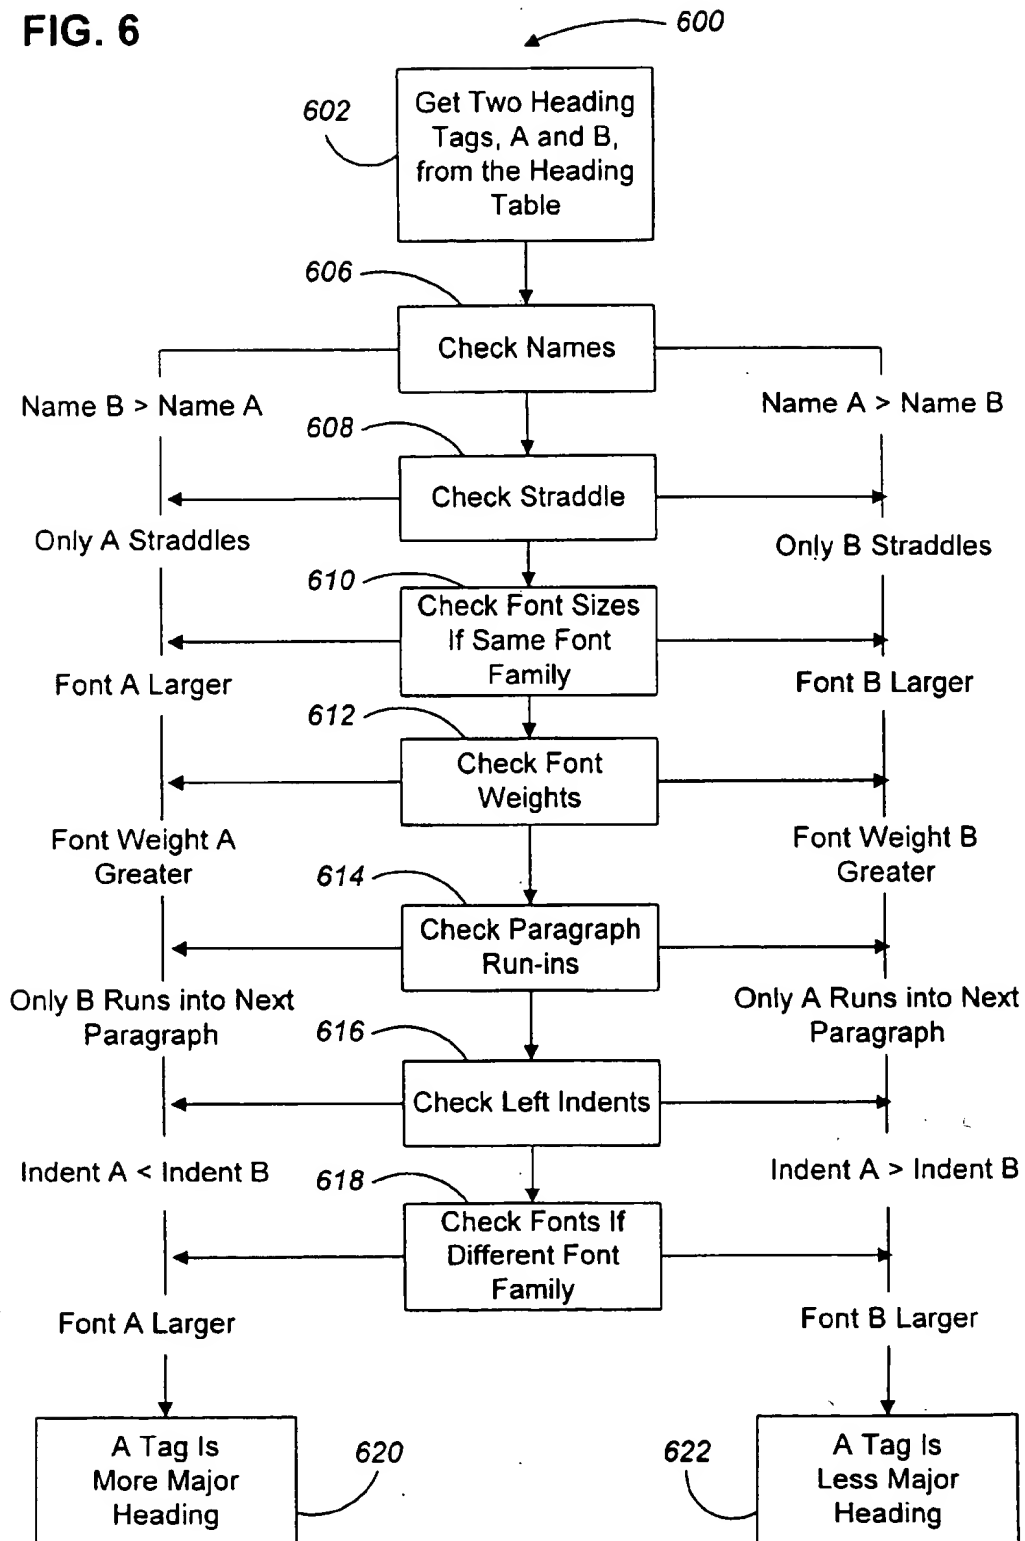 FIG. 6
600
602
Get Two Heading
Tags, A and B,
from the Heading
Table
606
Check Names
Name B > Name A
Name A > Name B
608
Check Straddle
Only A Straddles
Only B Straddles
610
Check Font Sizes
If Same Font
Family
Font A Larger
Font B Larger
612
Check Font
Weights
Font Weight A
Greater
Font Weight B
Greater
614
Check Paragraph
Run-ins
Only B Runs into Next
Paragraph
Only A Runs into Next
Paragraph
616
Check Left Indents
Indent A < Indent B
Indent A > Indent B
618
Check Fonts If
Different Font
Family
Font A Larger
Font B Larger
A Tag Is
More Major
Heading
620
622
A Tag Is
Less Major
Heading